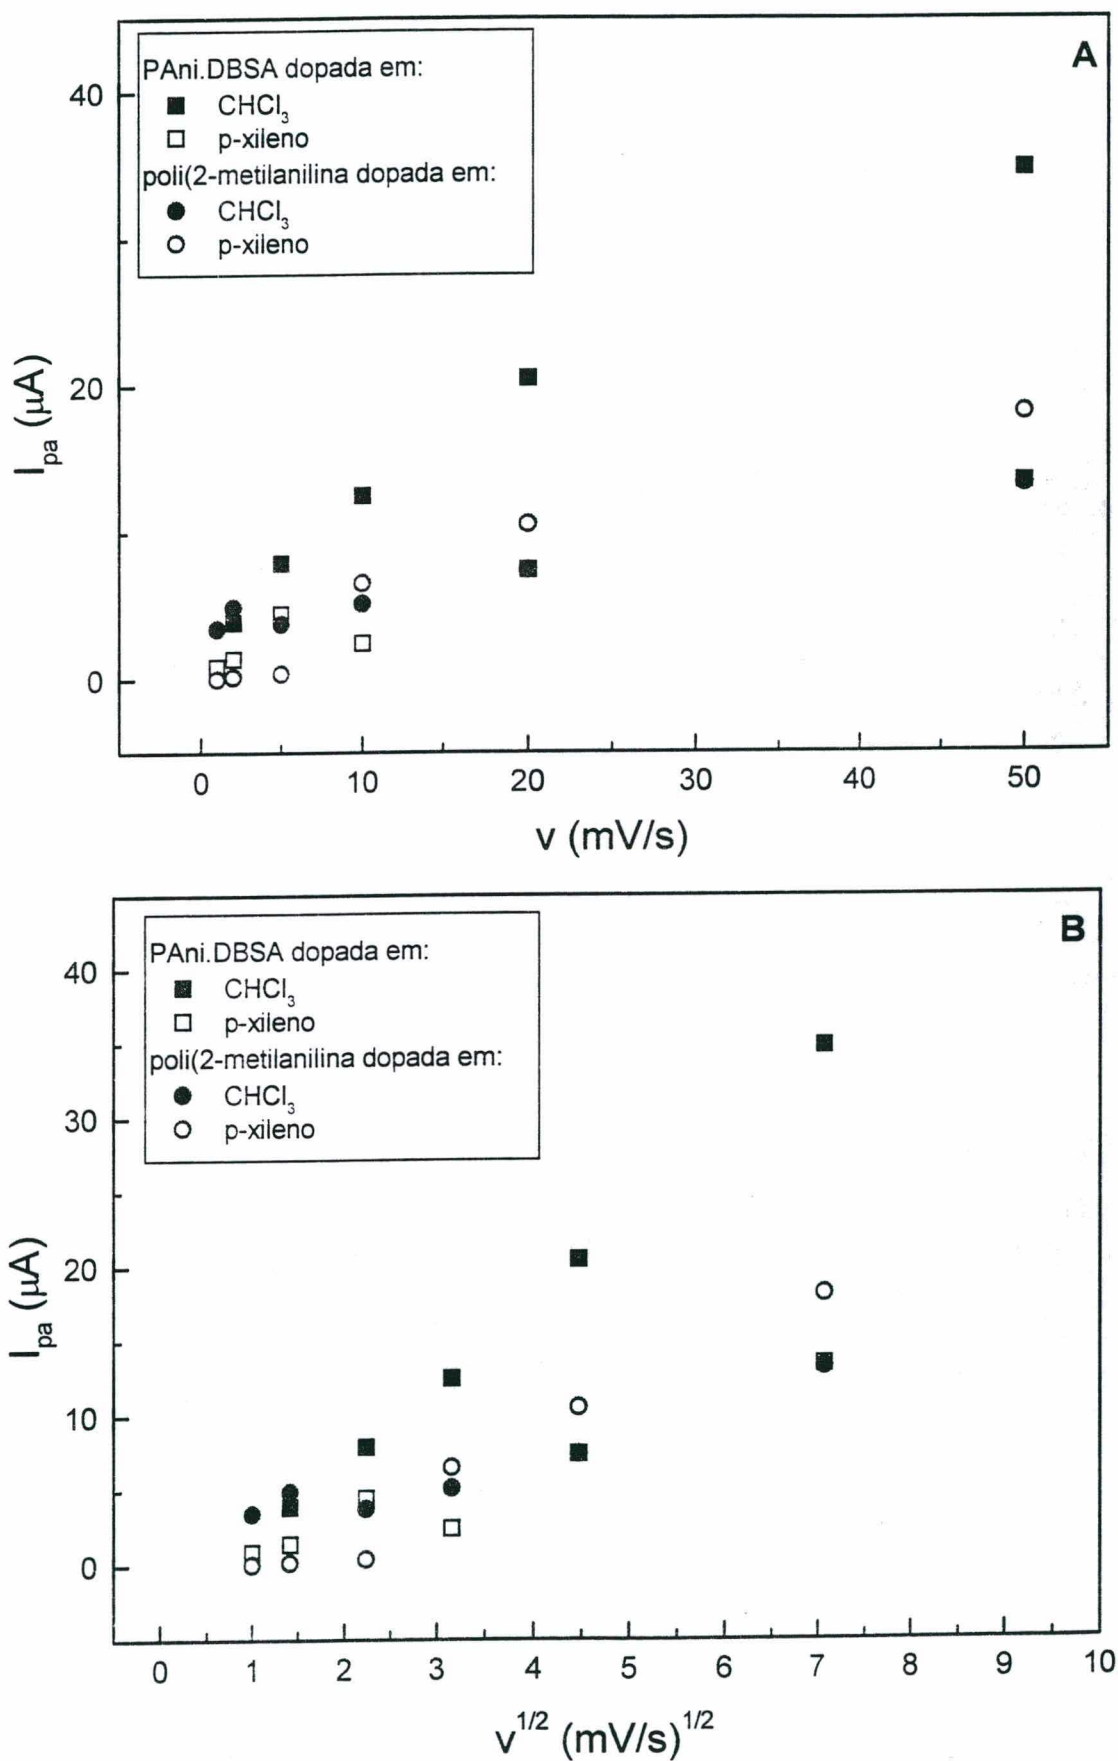 A
PAni.DBSA dopada em:
CHCl₃
p-xileno
poli(2-metilanilina dopada em:
CHCl₃
p-xileno
40
20
0
I_pa (μA)
0 10 20 30 40 50
v (mV/s)
B
PAni.DBSA dopada em:
CHCl₃
p-xileno
poli(2-metilanilina dopada em:
CHCl₃
p-xileno
40
30
20
10
0
I_pa (μA)
0 1 2 3 4 5 6 7 8 9 10
v^1/2 (mV/s)^1/2